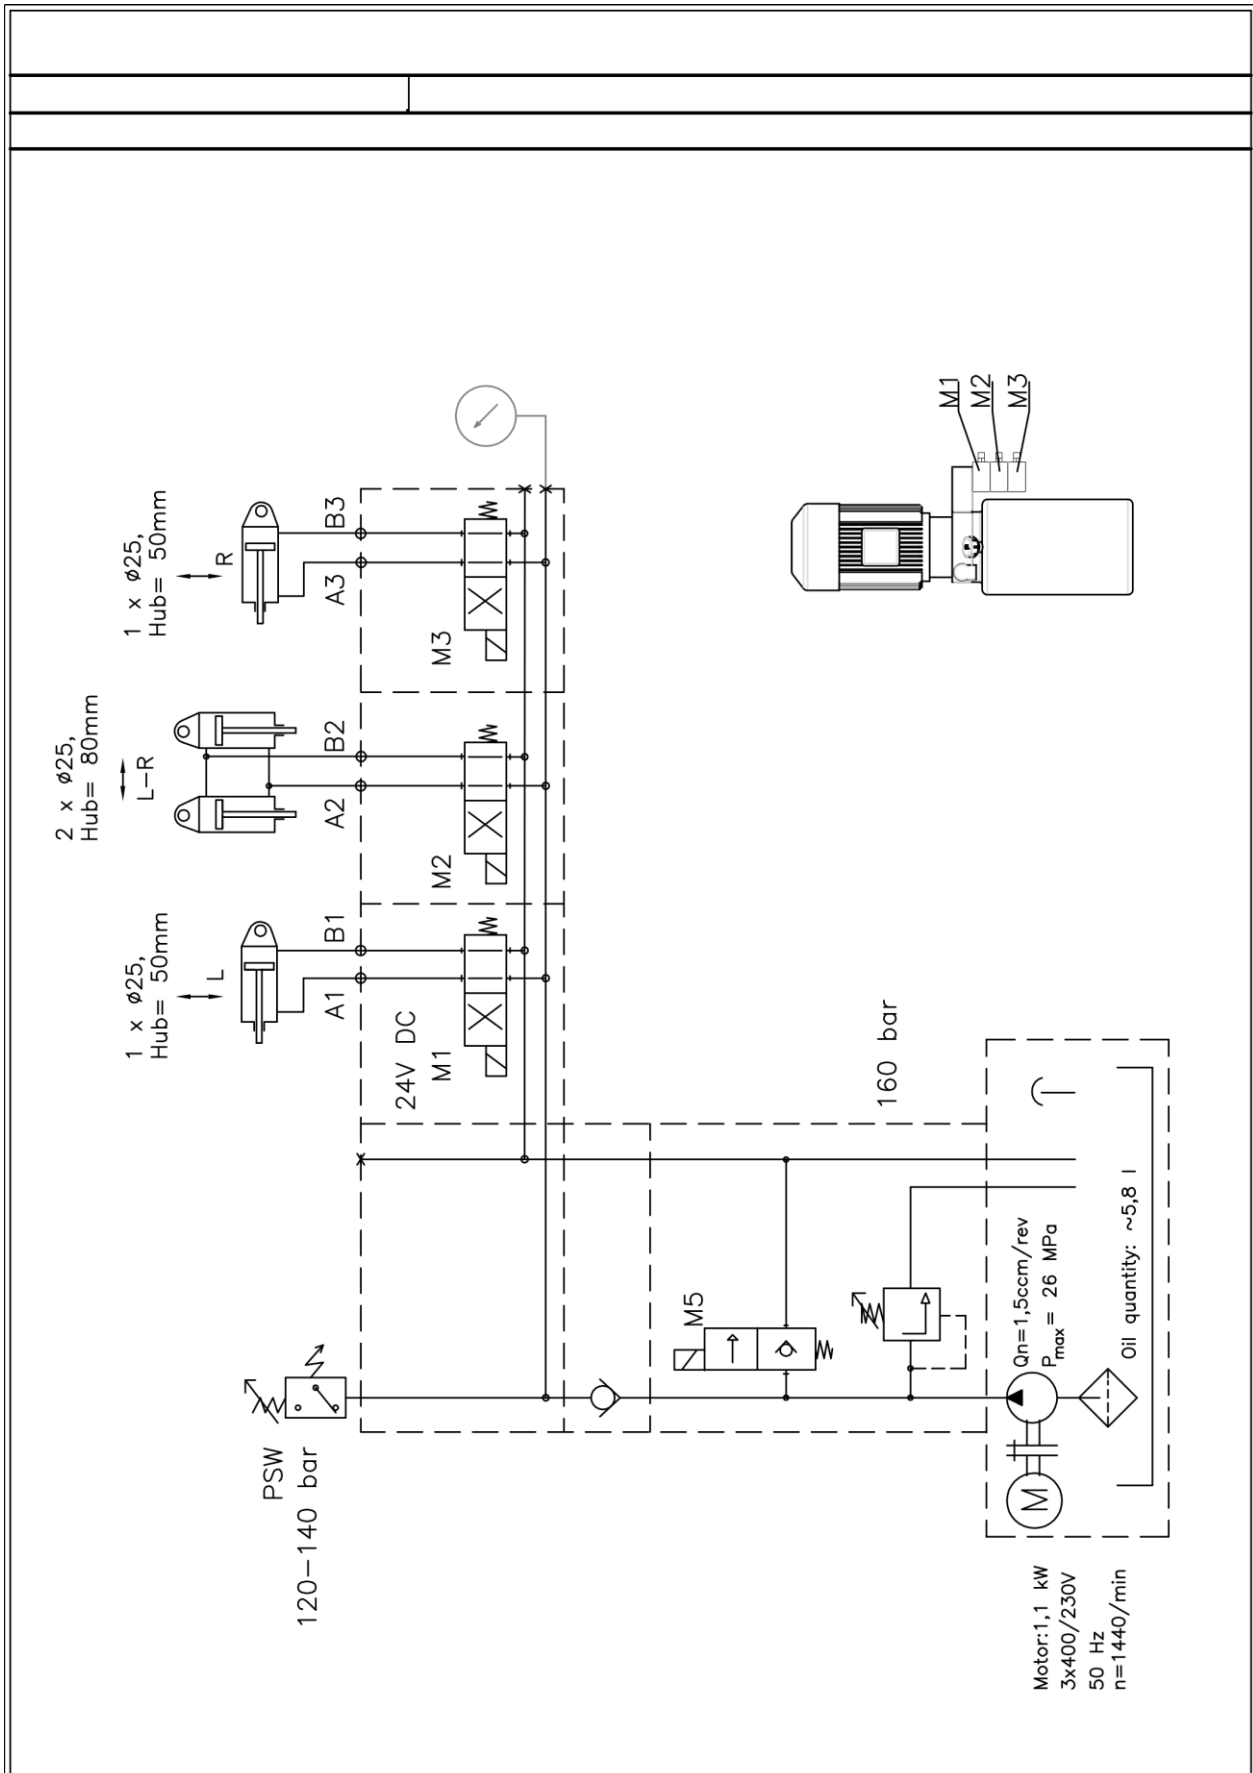 1 x ø25,
Hub= 50mm
L
2 x ø25,
Hub= 80mm
L-R
1 x ø25,
Hub= 50mm
R
A1
B1
A2
B2
A3
B3
24V DC
M1
M2
M3
PSW
120-140 bar
M5
160 bar
Qn=1,5ccm/rev
Pmax= 26 MPa
Oil quantity: ~5,8 l
M
Motor:1,1 kW
3x400/230V
50 Hz
n=1440/min
M1
M2
M3